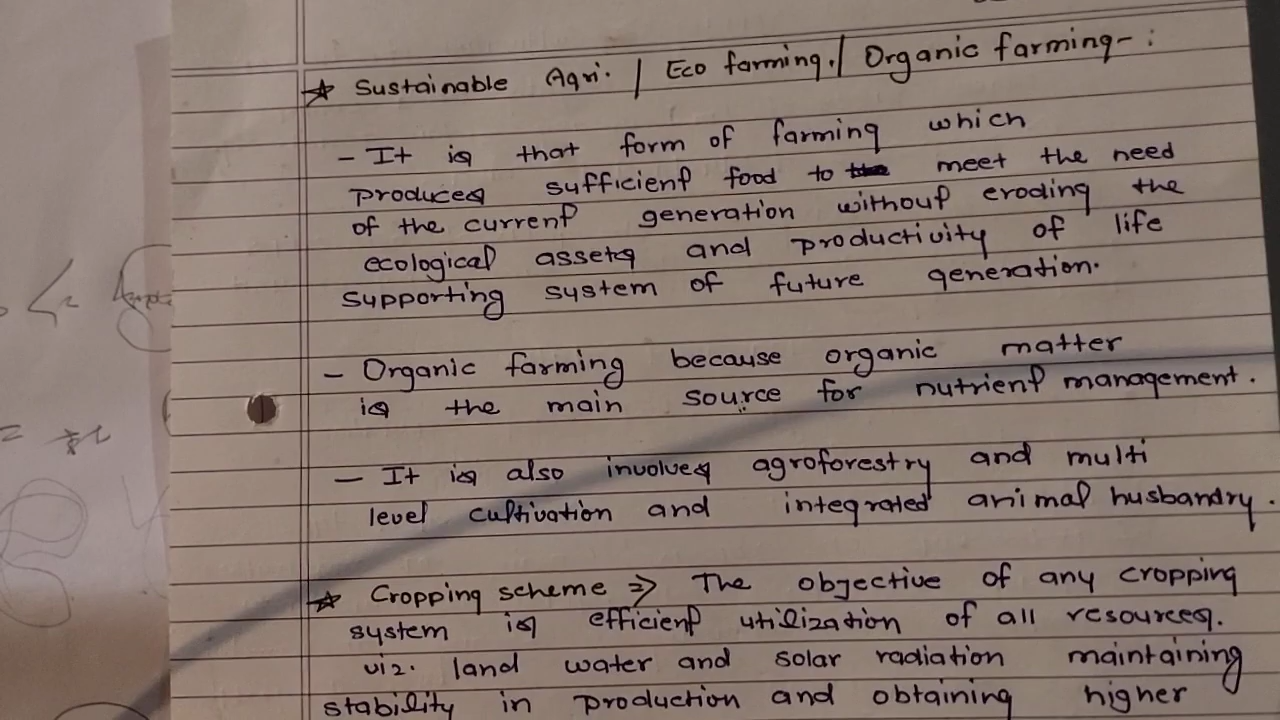 ★ Sustainable Agri. / Eco farming. / Organic farming-:
- It is that form of farming which
produces sufficient food to meet the need
of the current generation without eroding the
ecological assets and productivity of life
supporting system of future generation.
- Organic farming because organic matter
is the main source for nutrient management.
- It is also involves agroforestry and multi
level cultivation and integrated animal husbandry.
★ Cropping scheme ⇒ The objective of any cropping
system is efficient utilization of all resources.
viz. land water and solar radiation maintaining
stability in production and obtaining higher